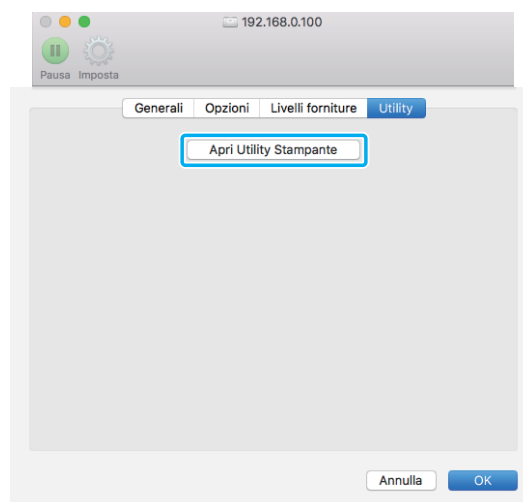 192.168.0.100
Pausa Imposta
Generali Opzioni Livelli forniture Utility
Apri Utility Stampante
Annulla OK